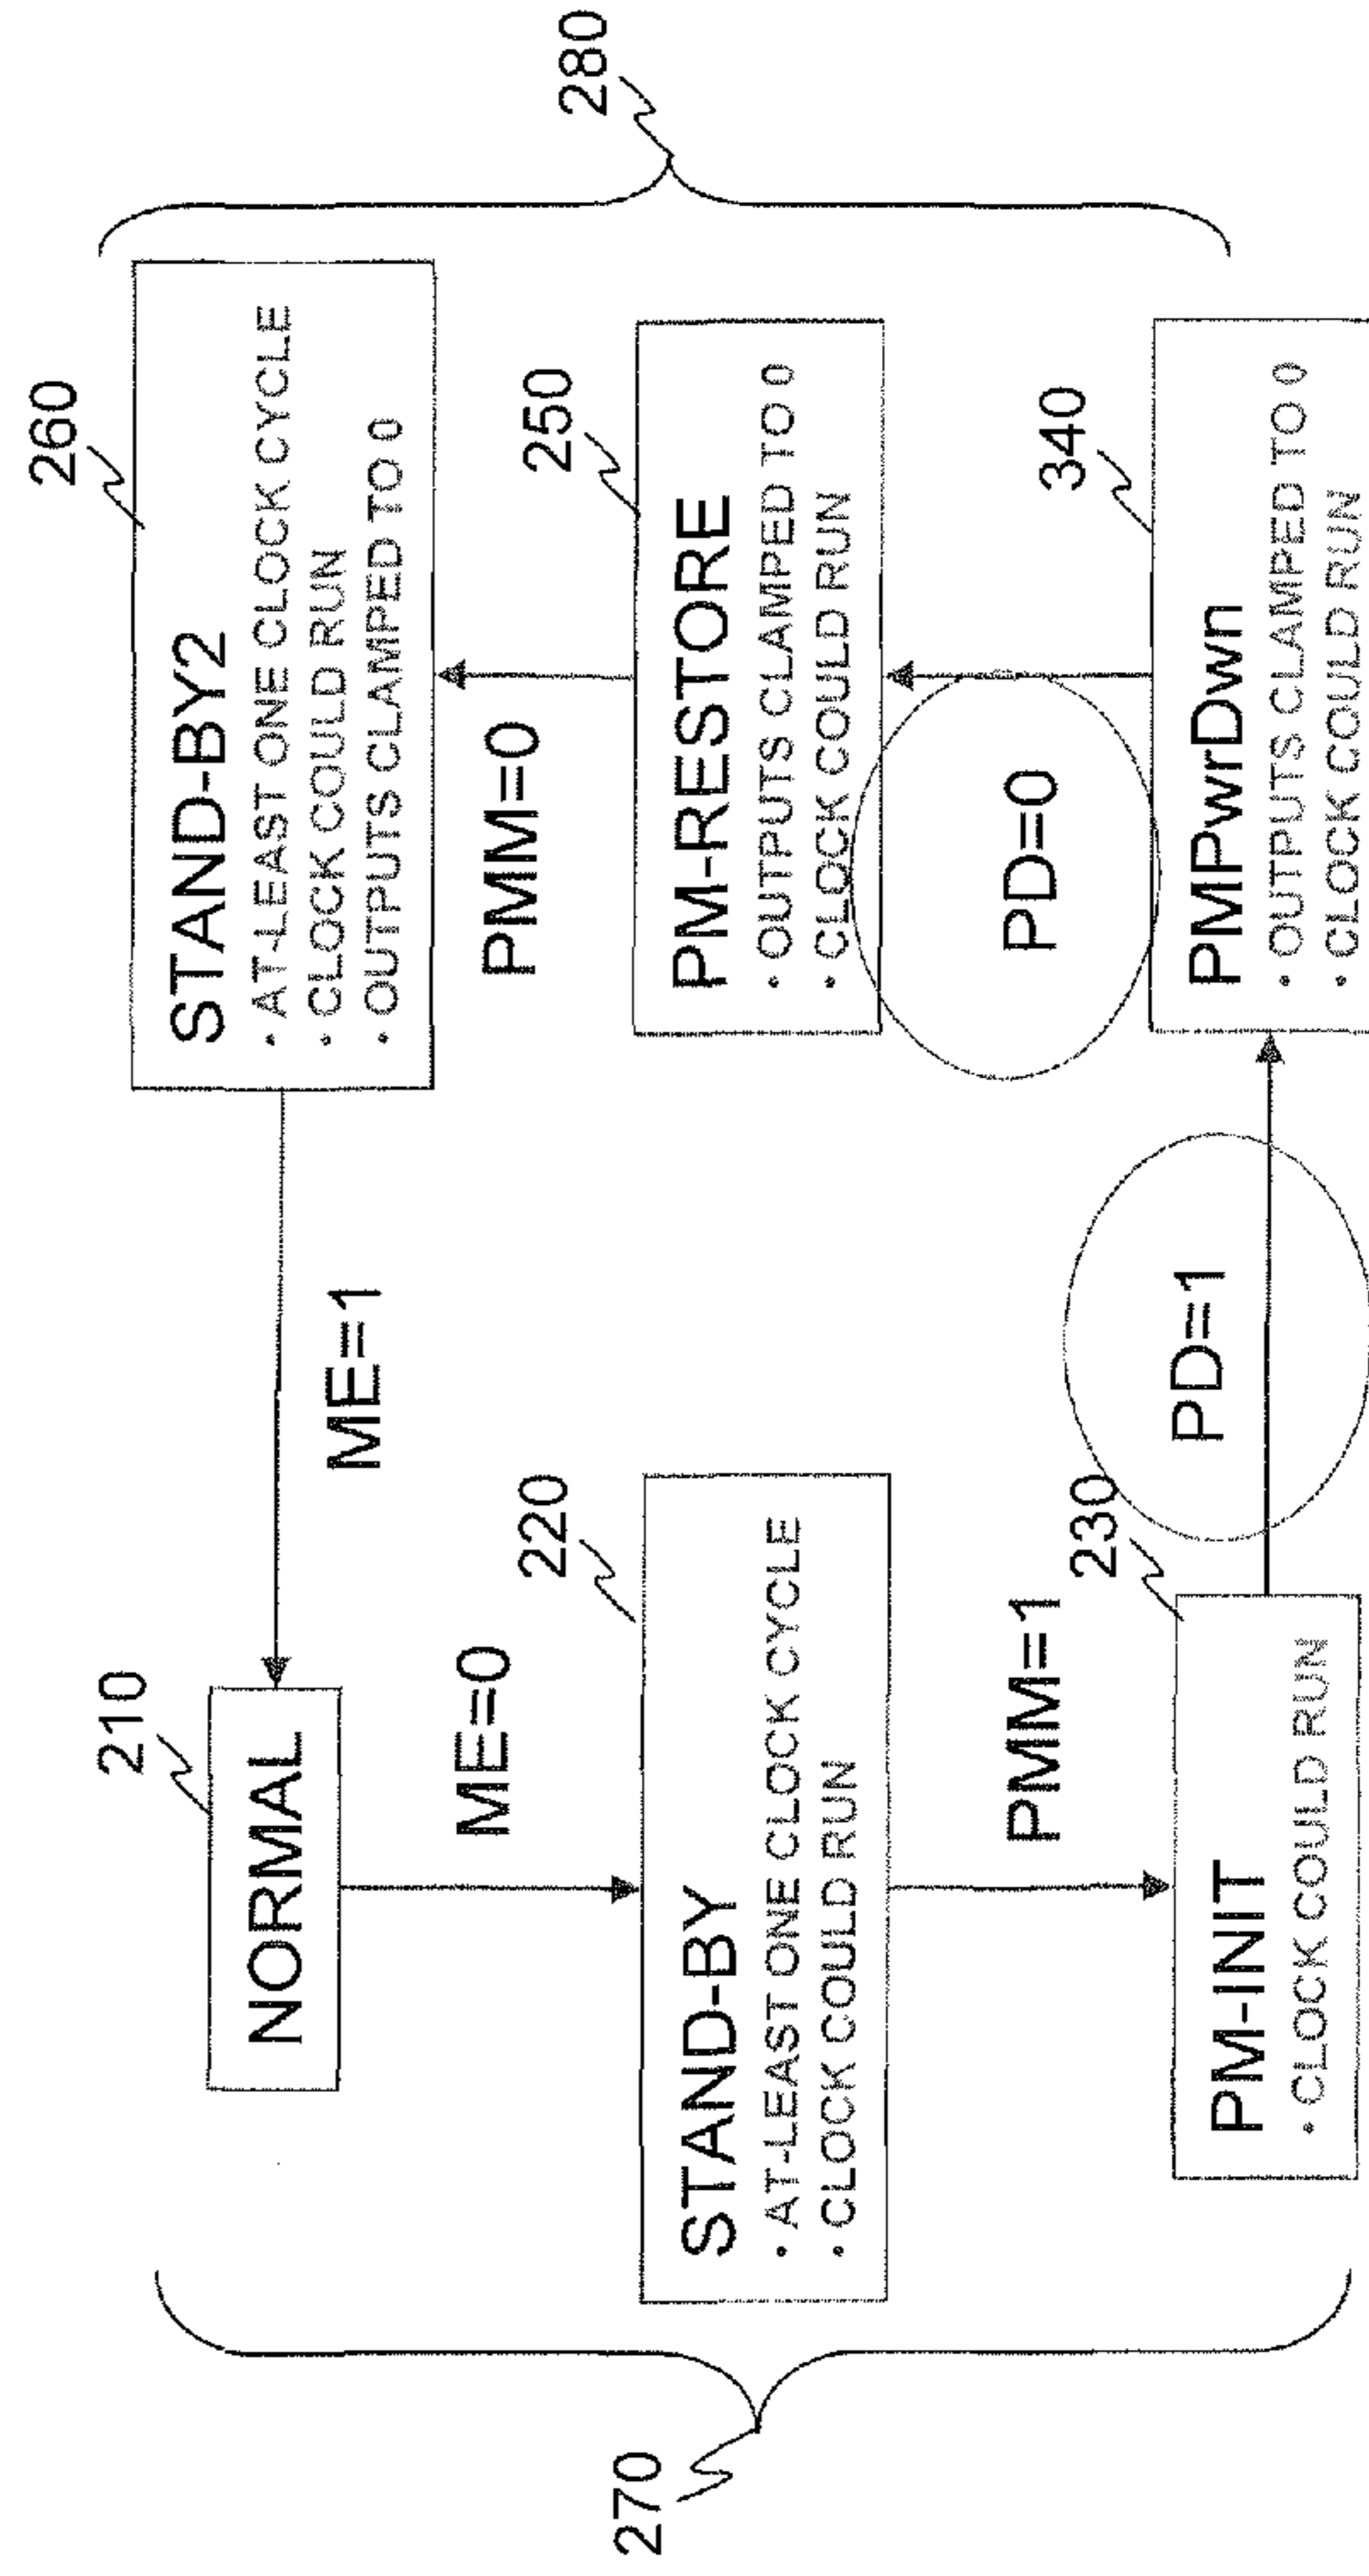 210
NORMAL
ME=0
220
STAND-BY
• AT-LEAST ONE CLOCK CYCLE
• CLOCK COULD RUN
PMM=1
230
PM-INIT
• CLOCK COULD RUN
270
ME=1
PD=1
260
STAND-BY2
• AT-LEAST ONE CLOCK CYCLE
• CLOCK COULD RUN
• OUTPUTS CLAMPED TO 0
PMM=0
250
PM-RESTORE
• OUTPUTS CLAMPED TO 0
• CLOCK COULD RUN
PD=0
340
PMPwrDwn
• OUTPUTS CLAMPED TO 0
• CLOCK COULD RUN
280